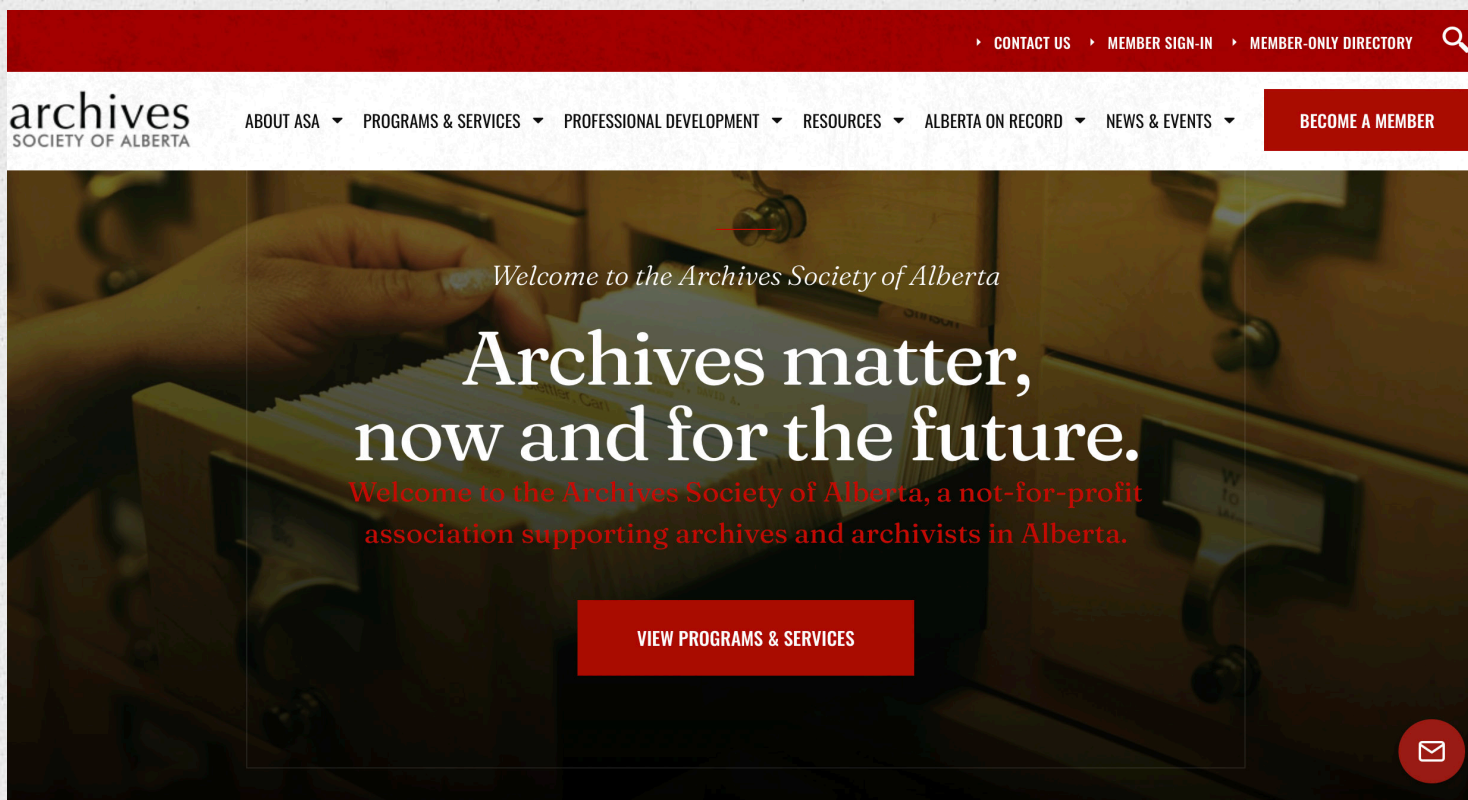 CONTACT US MEMBER SIGN-IN MEMBER-ONLY DIRECTORY
archives
SOCIETY OF ALBERTA
ABOUT ASA PROGRAMS & SERVICES PROFESSIONAL DEVELOPMENT RESOURCES ALBERTA ON RECORD NEWS & EVENTS BECOME A MEMBER
Welcome to the Archives Society of Alberta
Stinson
Archives matter,
Carl
now and for the future.
Welcome to the Archives Society of Alberta, a not-for-profit
association supporting archives and archivists in Alberta.
VIEW PROGRAMS & SERVICES